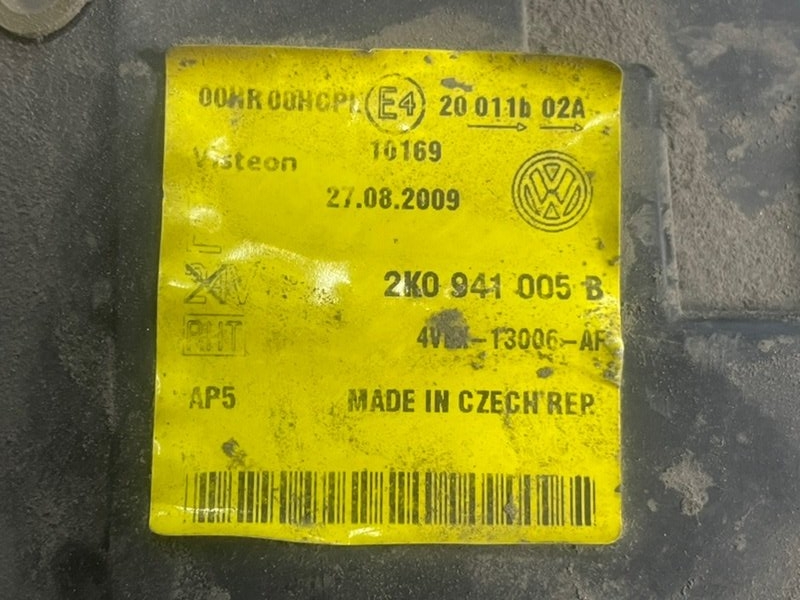 00HR 00HCPL E4 20 011b 02A
10169
Visteon
27.08.2009
2K0 941 005 B
RHT
AP5 MADE IN CZECH REP.